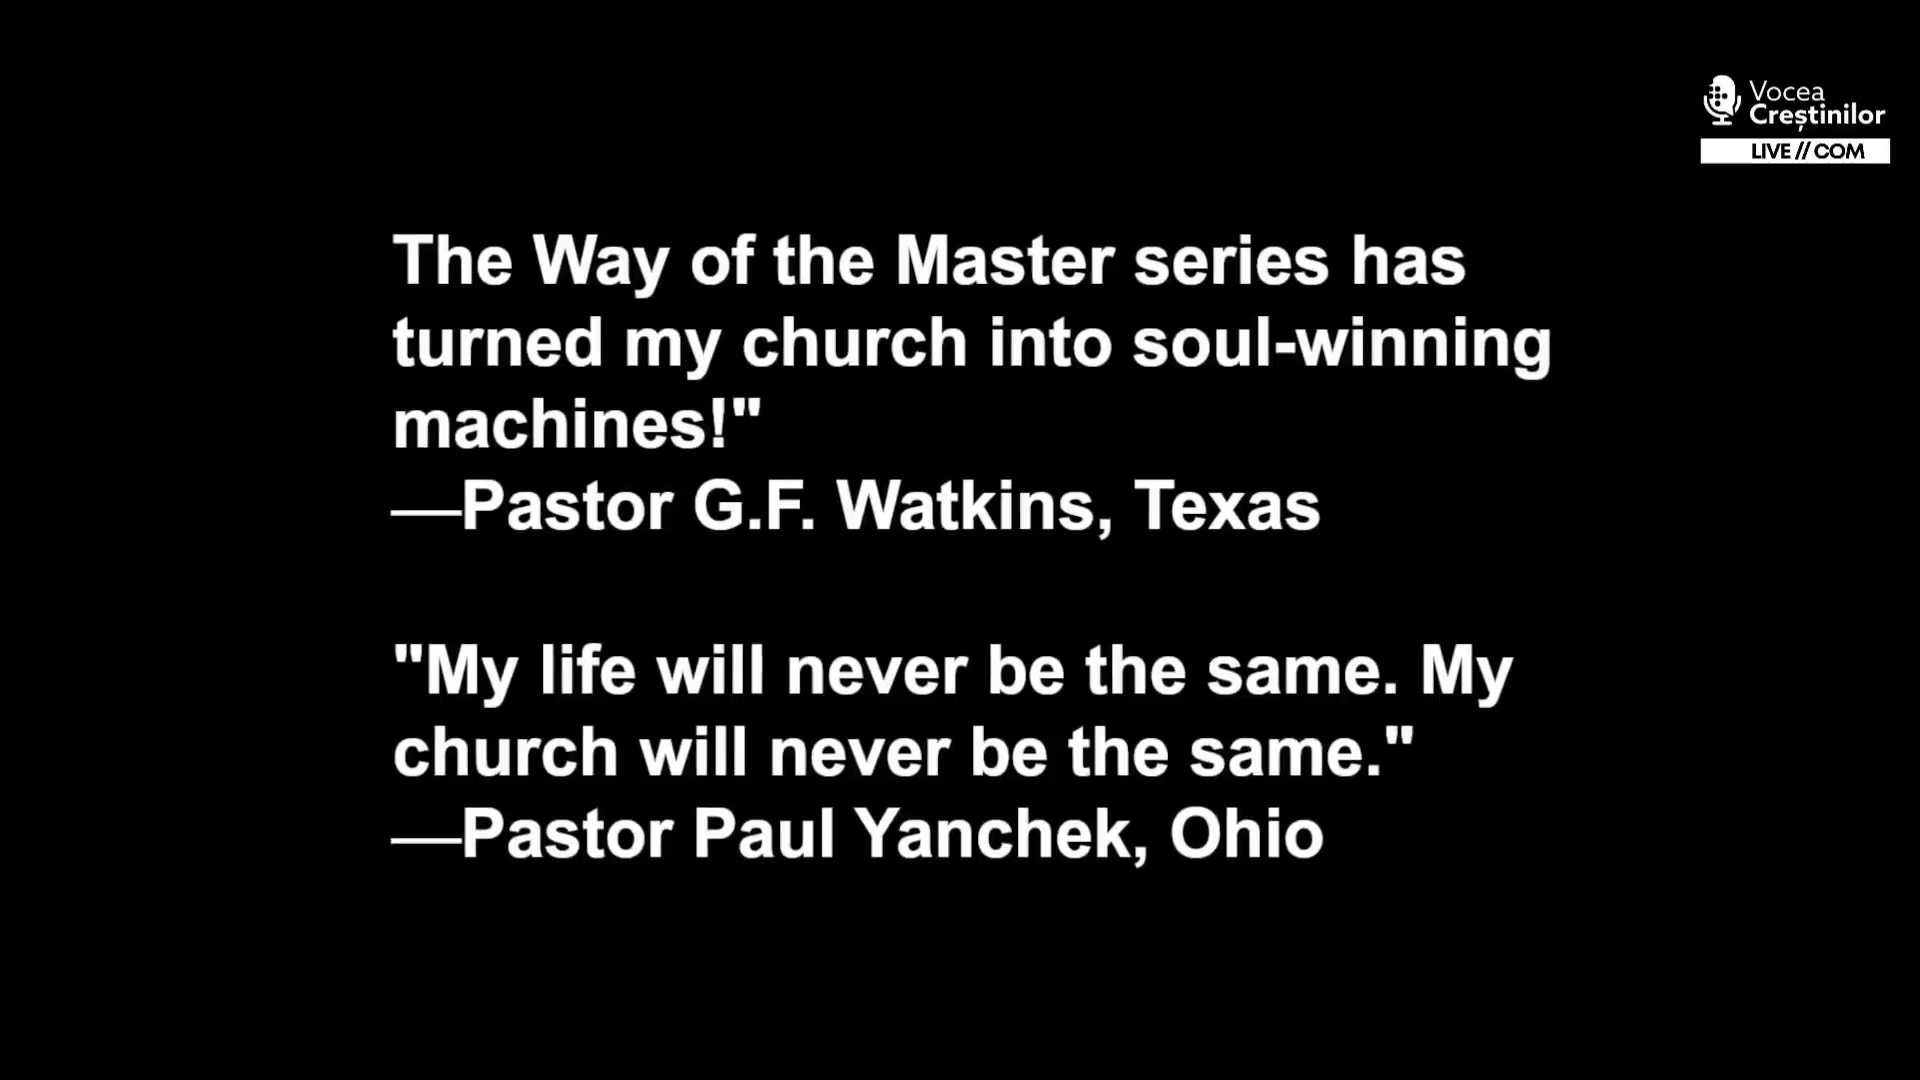 Vocea
Creștinilor
LIVE // COM
The Way of the Master series has
turned my church into soul-winning
machines!"
—Pastor G.F. Watkins, Texas
"My life will never be the same. My
church will never be the same."
—Pastor Paul Yanchek, Ohio